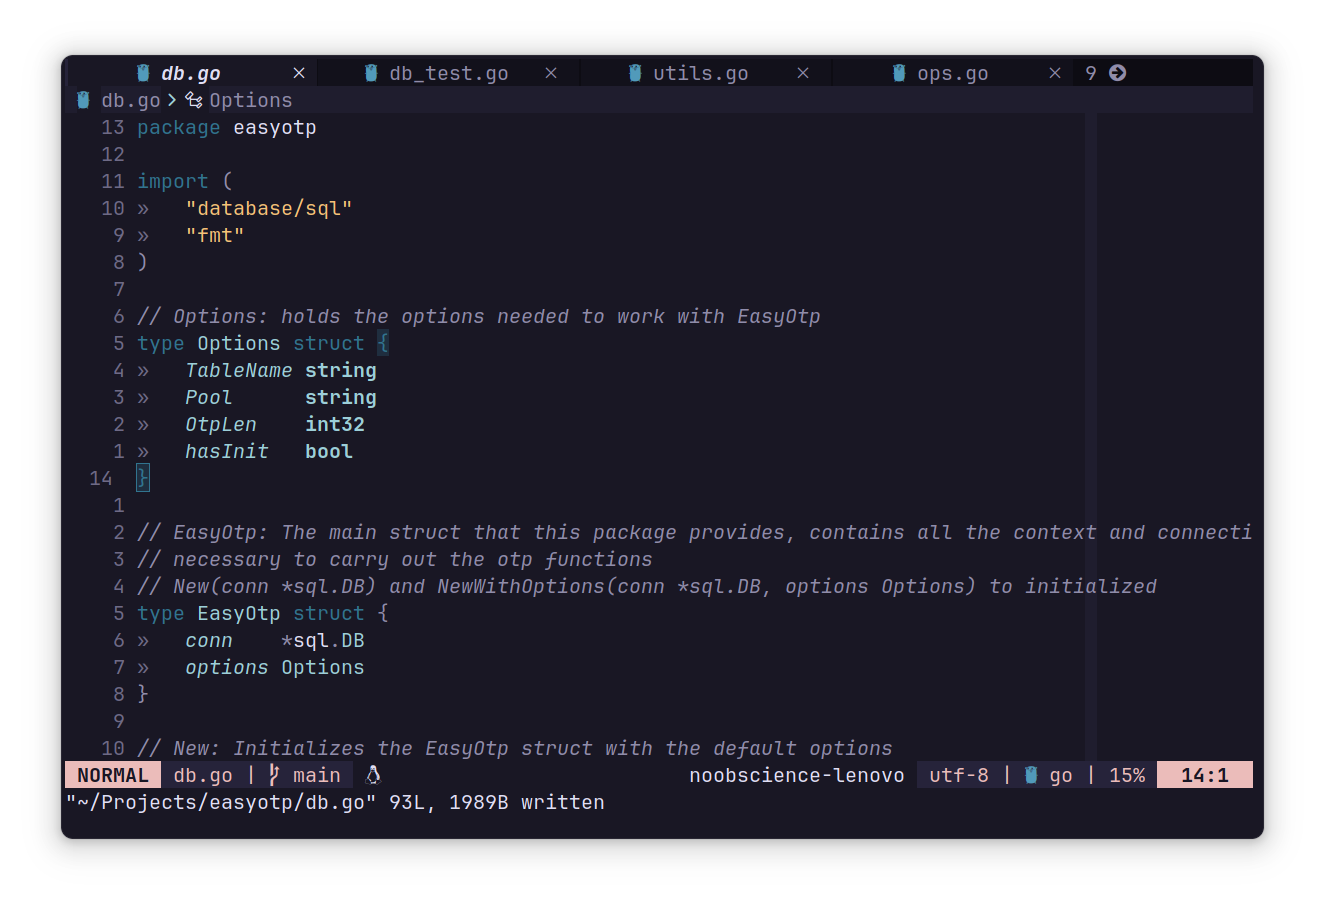 db.go × db_test.go × utils.go × ops.go × 9
db.go > Options
13 package easyotp
12
11 import (
10 »   "database/sql"
9 »   "fmt"
8 )
7
6 // Options: holds the options needed to work with EasyOtp
5 type Options struct {
4 »   TableName string
3 »   Pool      string
2 »   OtpLen    int32
1 »   hasInit   bool
14 }
1
2 // EasyOtp: The main struct that this package provides, contains all the context and connecti
3 // necessary to carry out the otp functions
4 // New(conn *sql.DB) and NewWithOptions(conn *sql.DB, options Options) to initialized
5 type EasyOtp struct {
6 »   conn    *sql.DB
7 »   options Options
8 }
9
10 // New: Initializes the EasyOtp struct with the default options
NORMAL db.go | main noobscience-lenovo utf-8 | go | 15% 14:1
"~/Projects/easyotp/db.go" 93L, 1989B written